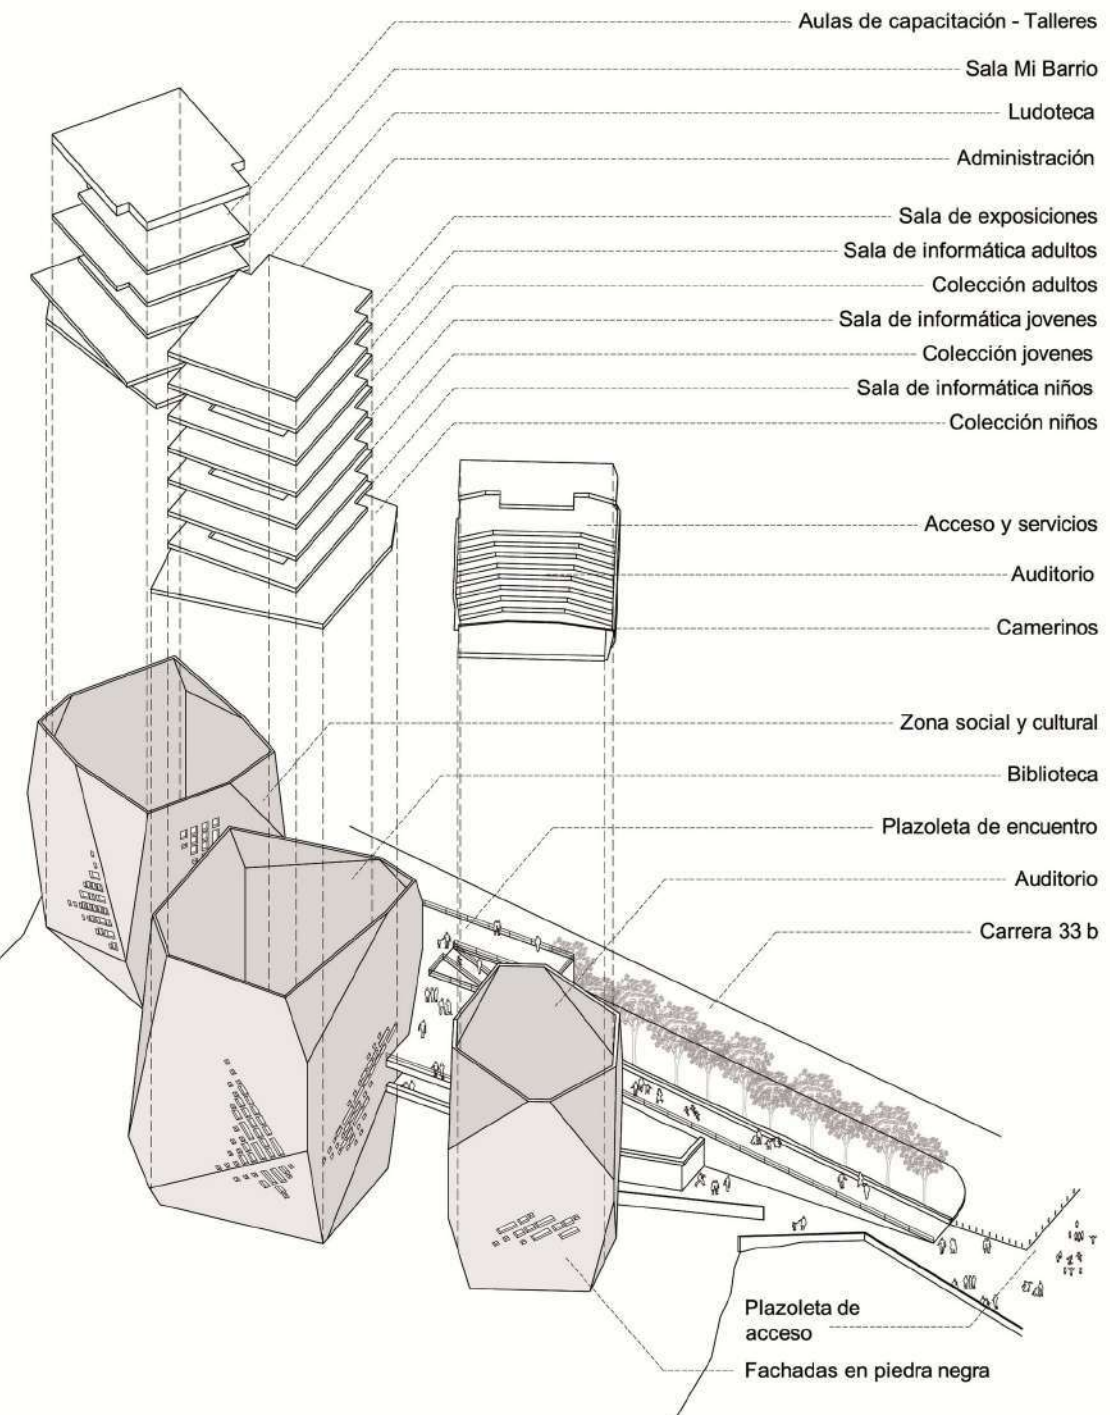 Aulas de capacitación - Talleres
Sala Mi Barrio
Ludoteca
Administración
Sala de exposiciones
Sala de informática adultos
Colección adultos
Sala de informática jovenes
Colección jovenes
Sala de informática niños
Colección niños
Acceso y servicios
Auditorio
Camerinos
Zona social y cultural
Biblioteca
Plazoleta de encuentro
Auditorio
Carrera 33 b
Plazoleta de
acceso
Fachadas en piedra negra